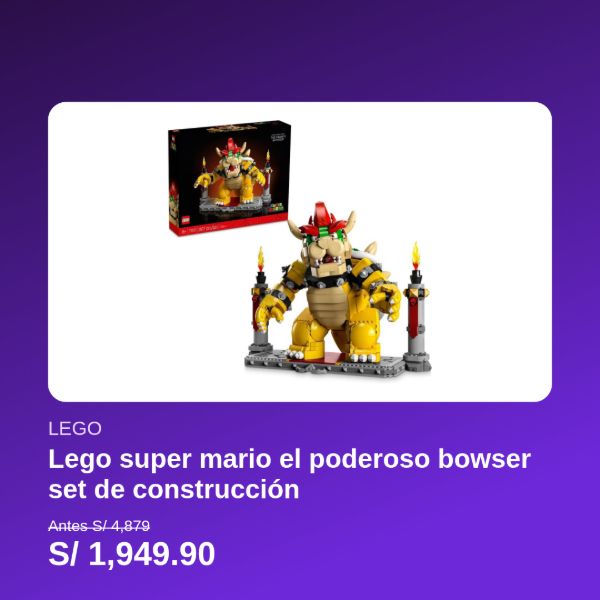 LEGO
Lego super mario el poderoso bowser
set de construcción
Antes S/ 4,879
S/ 1,949.90